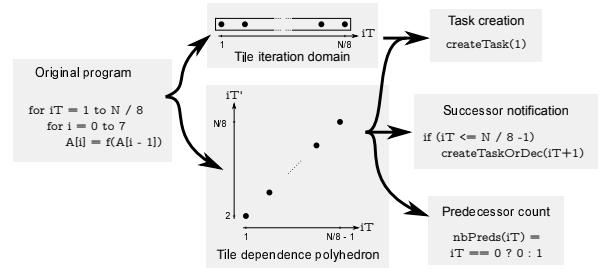 Original program
for iT = 1 to N / 8
for i = 0 to 7
A[i] = f(A[i - 1])
1
N/8
iT
Tile iteration domain
iT'
N/8
2
1
N/8 - 1
iT
Tile dependence polyhedron
Task creation
createTask(1)
Successor notification
if (iT <= N / 8 -1)
createTaskOrDec(iT+1)
Predecessor count
nbPreds(iT) =
iT == 0 ? 0 : 1